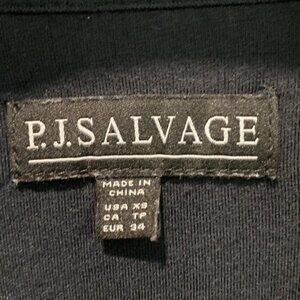 P.J.SALVAGE
MADE IN
CHINA
USA XS
CA TP
EUR 34